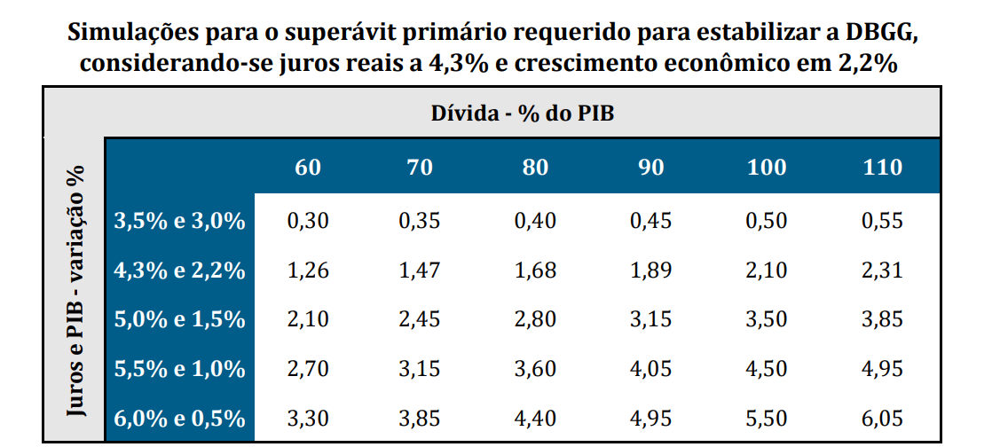 Simulações para o superávit primário requerido para estabilizar a DBGG,
considerando-se juros reais a 4,3% e crescimento econômico em 2,2%
Dívida - % do PIB
Juros e PIB - variação %
60 70 80 90 100 110
3,5% e 3,0% 0,30 0,35 0,40 0,45 0,50 0,55
4,3% e 2,2% 1,26 1,47 1,68 1,89 2,10 2,31
5,0% e 1,5% 2,10 2,45 2,80 3,15 3,50 3,85
5,5% e 1,0% 2,70 3,15 3,60 4,05 4,50 4,95
6,0% e 0,5% 3,30 3,85 4,40 4,95 5,50 6,05